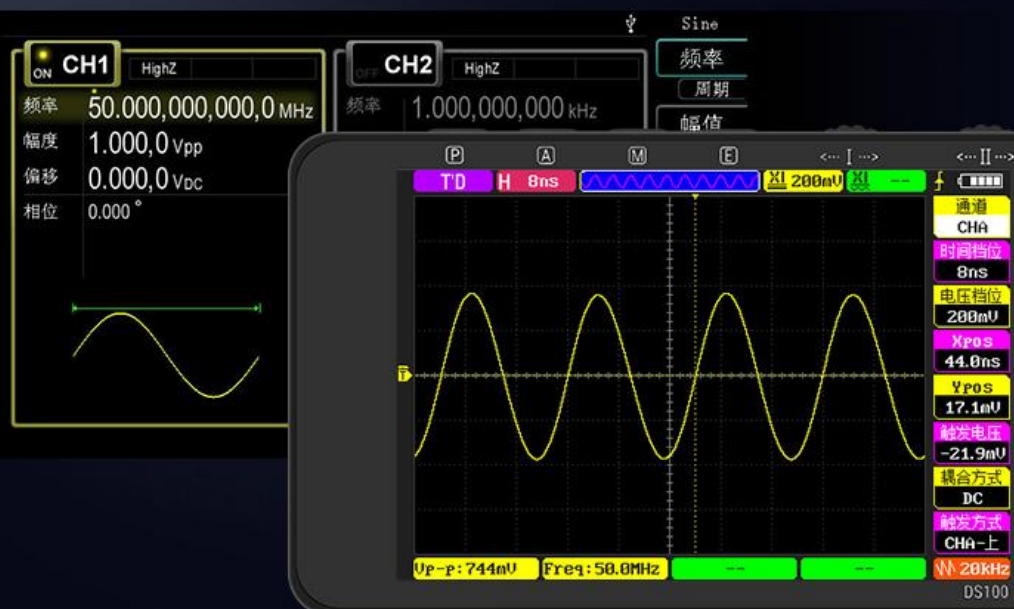 Sine
ON CH1 HighZ
OFF CH2 HighZ
频率
周期
幅值
频率 50.000,000,000,0 MHz
频率 1.000,000,000 kHz
幅度 1.000,0 Vpp
偏移 0.000,0 VDC
相位 0.000°
P A M E <--- I ---> <--- II --->
T'D H 8ns X1 200mV X1 --
通道
CHA
时间档位
8ns
电压档位
200mV
Xpos
44.0ns
T
Ypos
17.1mV
触发电压
-21.9mV
耦合方式
DC
触发方式
CHA-上
Vp-p:744mV Freq:50.0MHz -- -- 20kHz
DS100